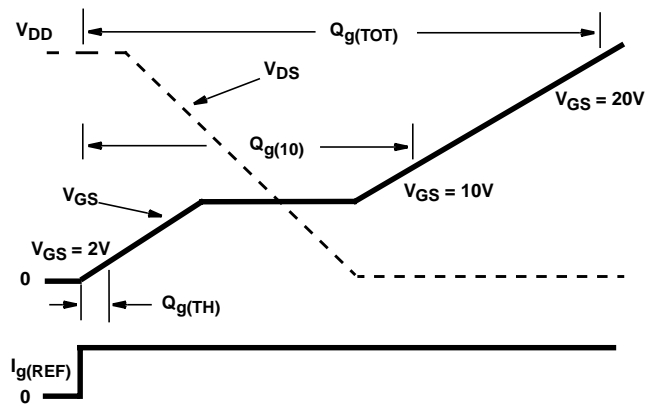 V_DD
Q_g(TOT)
V_DS
V_GS = 20V
Q_g(10)
V_GS
V_GS = 10V
V_GS = 2V
0
Q_g(TH)
I_g(REF)
0